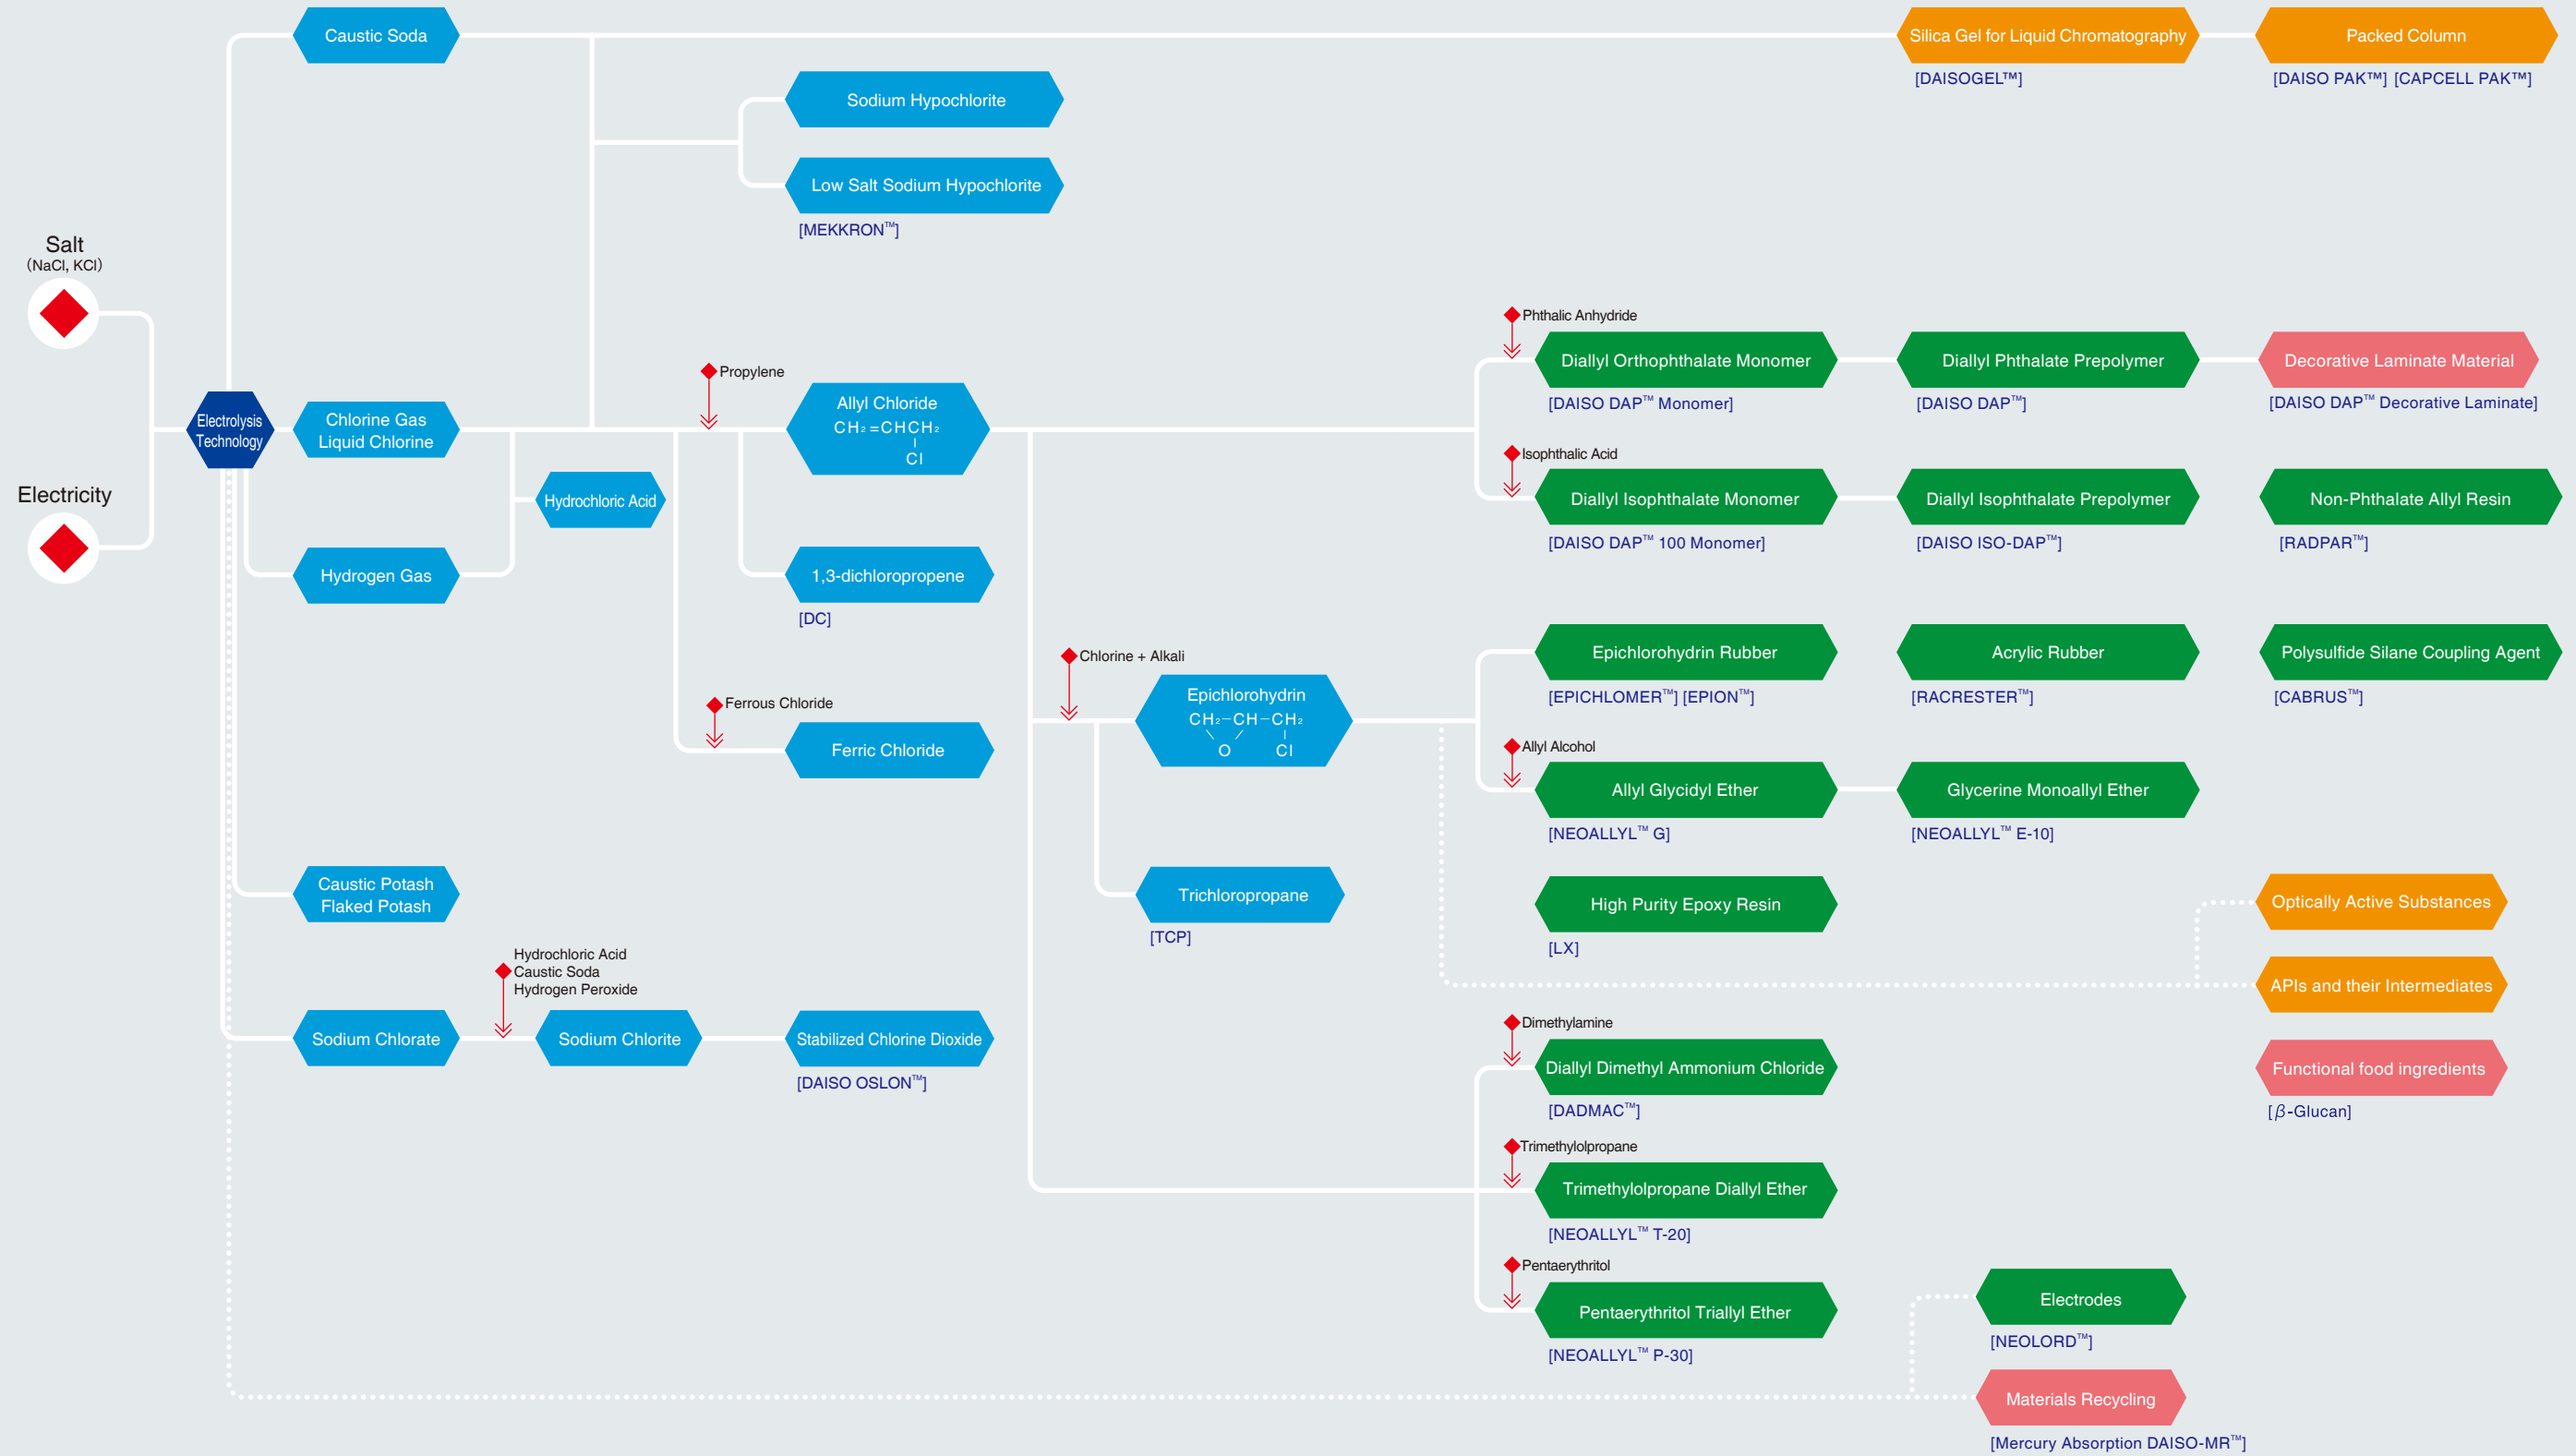 Caustic Soda
Silica Gel for Liquid Chromatography
Packed Column
[DAISOGEL™]
[DAISO PAK™] [CAPCELL PAK™]
Sodium Hypochlorite
Low Salt Sodium Hypochlorite
[MEKKRON™]
Salt
(NaCl, KCl)
Electricity
Electrolysis
Technology
Chlorine Gas
Liquid Chlorine
Hydrochloric Acid
Hydrogen Gas
Propylene
Allyl Chloride
CH₂=CHCH₂
Cl
1,3-dichloropropene
[DC]
Ferrous Chloride
Ferric Chloride
Phthalic Anhydride
Diallyl Orthophthalate Monomer
[DAISO DAP™ Monomer]
Diallyl Phthalate Prepolymer
[DAISO DAP™]
Decorative Laminate Material
[DAISO DAP™ Decorative Laminate]
Isophthalic Acid
Diallyl Isophthalate Monomer
[DAISO DAP™ 100 Monomer]
Diallyl Isophthalate Prepolymer
[DAISO ISO-DAP™]
Non-Phthalate Allyl Resin
[RADPAR™]
Chlorine + Alkali
Epichlorohydrin
CH₂-CH-CH₂
O Cl
Epichlorohydrin Rubber
[EPICHLOMER™] [EPION™]
Acrylic Rubber
[RACRESTER™]
Polysulfide Silane Coupling Agent
[CABRUS™]
Allyl Alcohol
Allyl Glycidyl Ether
[NEOALLYL™ G]
Glycerine Monoallyl Ether
[NEOALLYL™ E-10]
Trichloropropane
[TCP]
High Purity Epoxy Resin
[LX]
Optically Active Substances
APIs and their Intermediates
Functional food ingredients
[β-Glucan]
Caustic Potash
Flaked Potash
Hydrochloric Acid
Caustic Soda
Hydrogen Peroxide
Sodium Chlorate
Sodium Chlorite
Stabilized Chlorine Dioxide
[DAISO OSLON™]
Dimethylamine
Diallyl Dimethyl Ammonium Chloride
[DADMAC™]
Trimethylolpropane
Trimethylolpropane Diallyl Ether
[NEOALLYL™ T-20]
Pentaerythritol
Pentaerythritol Triallyl Ether
[NEOALLYL™ P-30]
Electrodes
[NEOLORD™]
Materials Recycling
[Mercury Absorption DAISO-MR™]